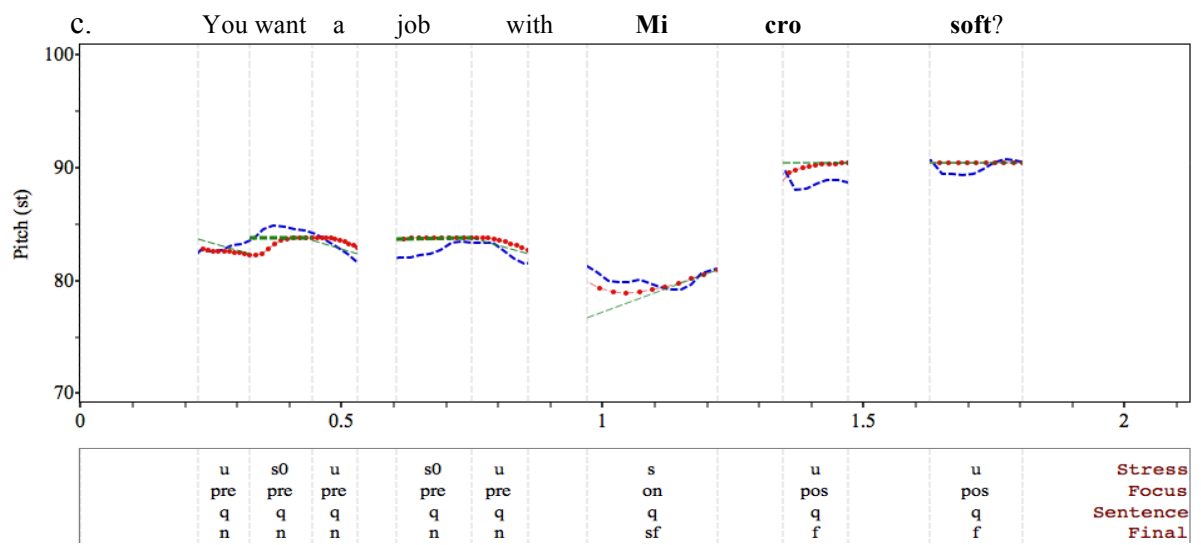 c. You want a job with Mi cro soft?
100
90
80
70
Pitch (st)
0 0.5 1 1.5 2
u s0 u s0 u s u u Stress
pre pre pre pre pre on pos pos Focus
q q q q q q q q Sentence
n n n n n sf f f Final